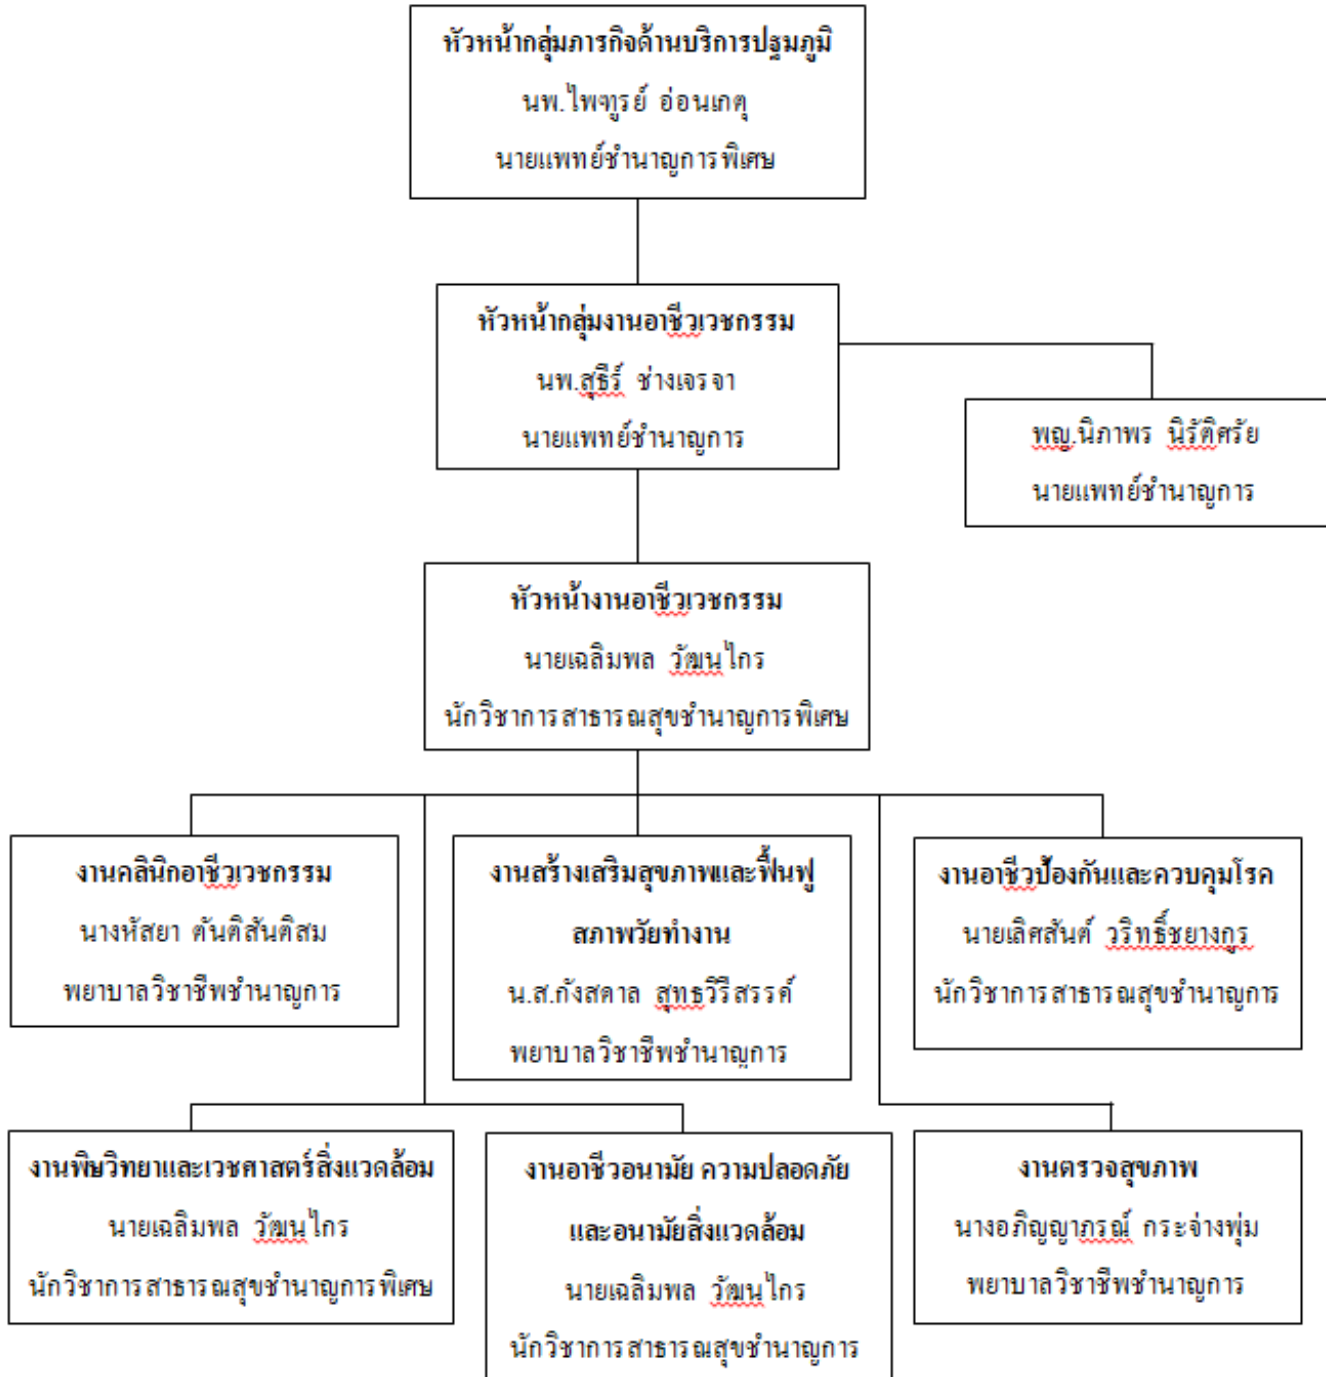 หัวหน้ากลุ่มภารกิจด้านบริการปฐมภูมิ
นพ.ไพฑูรย์ อ่อนเกตุ
นายแพทย์ชำนาญการพิเศษ
หัวหน้ากลุ่มงานอาชีวเวชกรรม
นพ.สุธีร์ ช่างเจรจา
นายแพทย์ชำนาญการ
พญ.นิภาพร นิรัติศรัย
นายแพทย์ชำนาญการ
หัวหน้างานอาชีวเวชกรรม
นายเฉลิมพล วัฒนไกร
นักวิชาการสาธารณสุขชำนาญการพิเศษ
งานคลินิกอาชีวเวชกรรม
นางหัสยา ตันติสันติสม
พยาบาลวิชาชีพชำนาญการ
งานสร้างเสริมสุขภาพและฟื้นฟู
สภาพวัยทำงาน
น.ส.กังสดาล สุทธวิรีสรรค์
พยาบาลวิชาชีพชำนาญการ
งานอาชีวป้องกันและควบคุมโรค
นายเลิศสันต์ วริทธิ์ชยางกูร
นักวิชาการสาธารณสุขชำนาญการ
งานพิษวิทยาและเวชศาสตร์สิ่งแวดล้อม
นายเฉลิมพล วัฒนไกร
นักวิชาการสาธารณสุขชำนาญการพิเศษ
งานอาชีวอนามัย ความปลอดภัย
และอนามัยสิ่งแวดล้อม
นายเฉลิมพล วัฒนไกร
นักวิชาการสาธารณสุขชำนาญการ
งานตรวจสุขภาพ
นางอภิญญาภรณ์ กระจ่างพุ่ม
พยาบาลวิชาชีพชำนาญการ